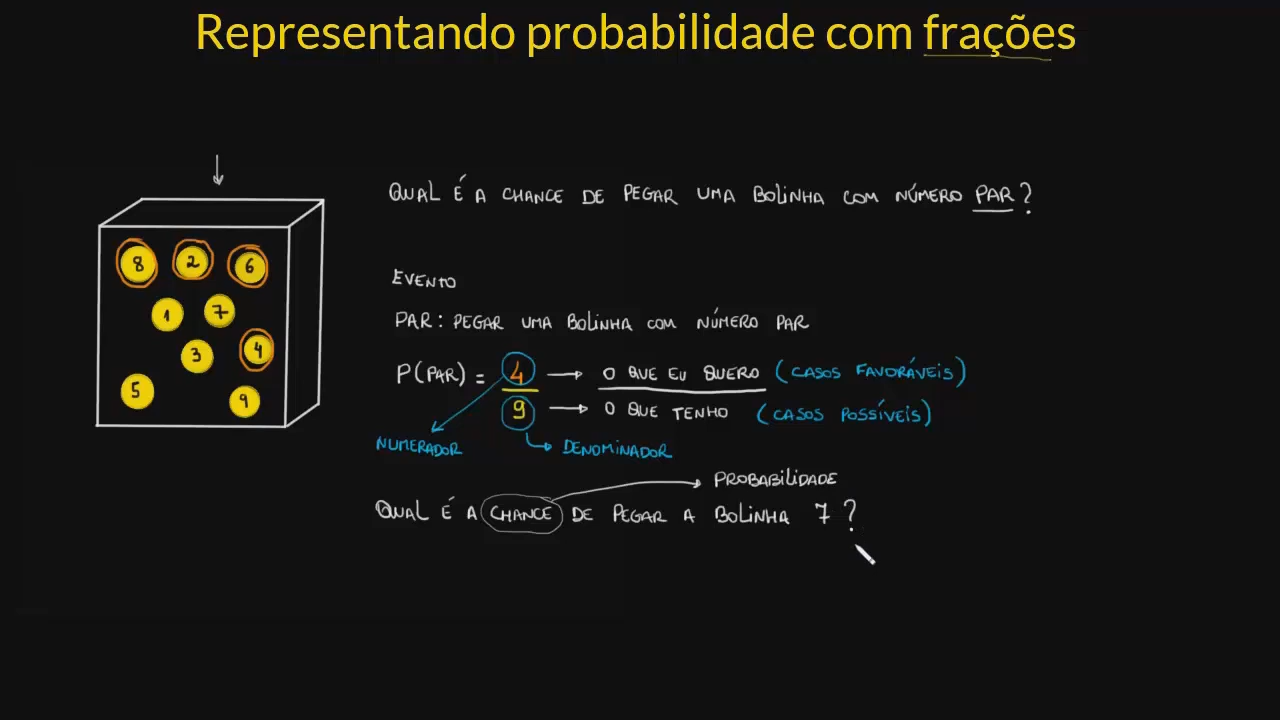 Representando probabilidade com frações
QUAL É A CHANCE DE PEGAR UMA BOLINHA COM NÚMERO PAR?
8 2 6
1 7
3 4
5 9
EVENTO
PAR: PEGAR UMA BOLINHA COM NÚMERO PAR
P(PAR) = 4 O QUE EU QUERO (CASOS FAVORÁVEIS)
9 O QUE TENHO (CASOS POSSÍVEIS)
NUMERADOR DENOMINADOR
PROBABILIDADE
QUAL É A CHANCE DE PEGAR A BOLINHA 7?